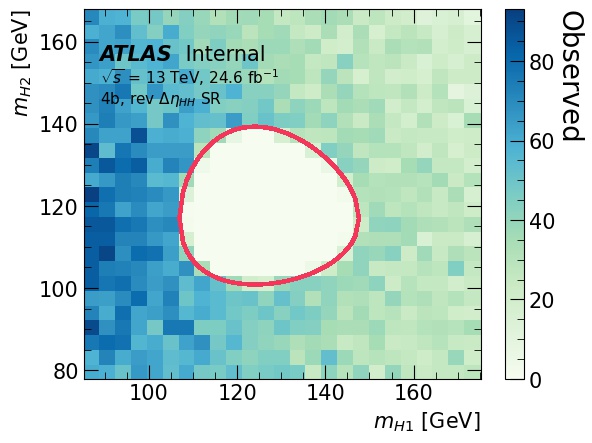 ATLAS Internal
√s = 13 TeV, 24.6 fb⁻¹
4b, rev Δη_HH SR
m_H2 [GeV]
160
140
120
100
80
100
120
140
160
m_H1 [GeV]
80
60
40
20
0
Observed